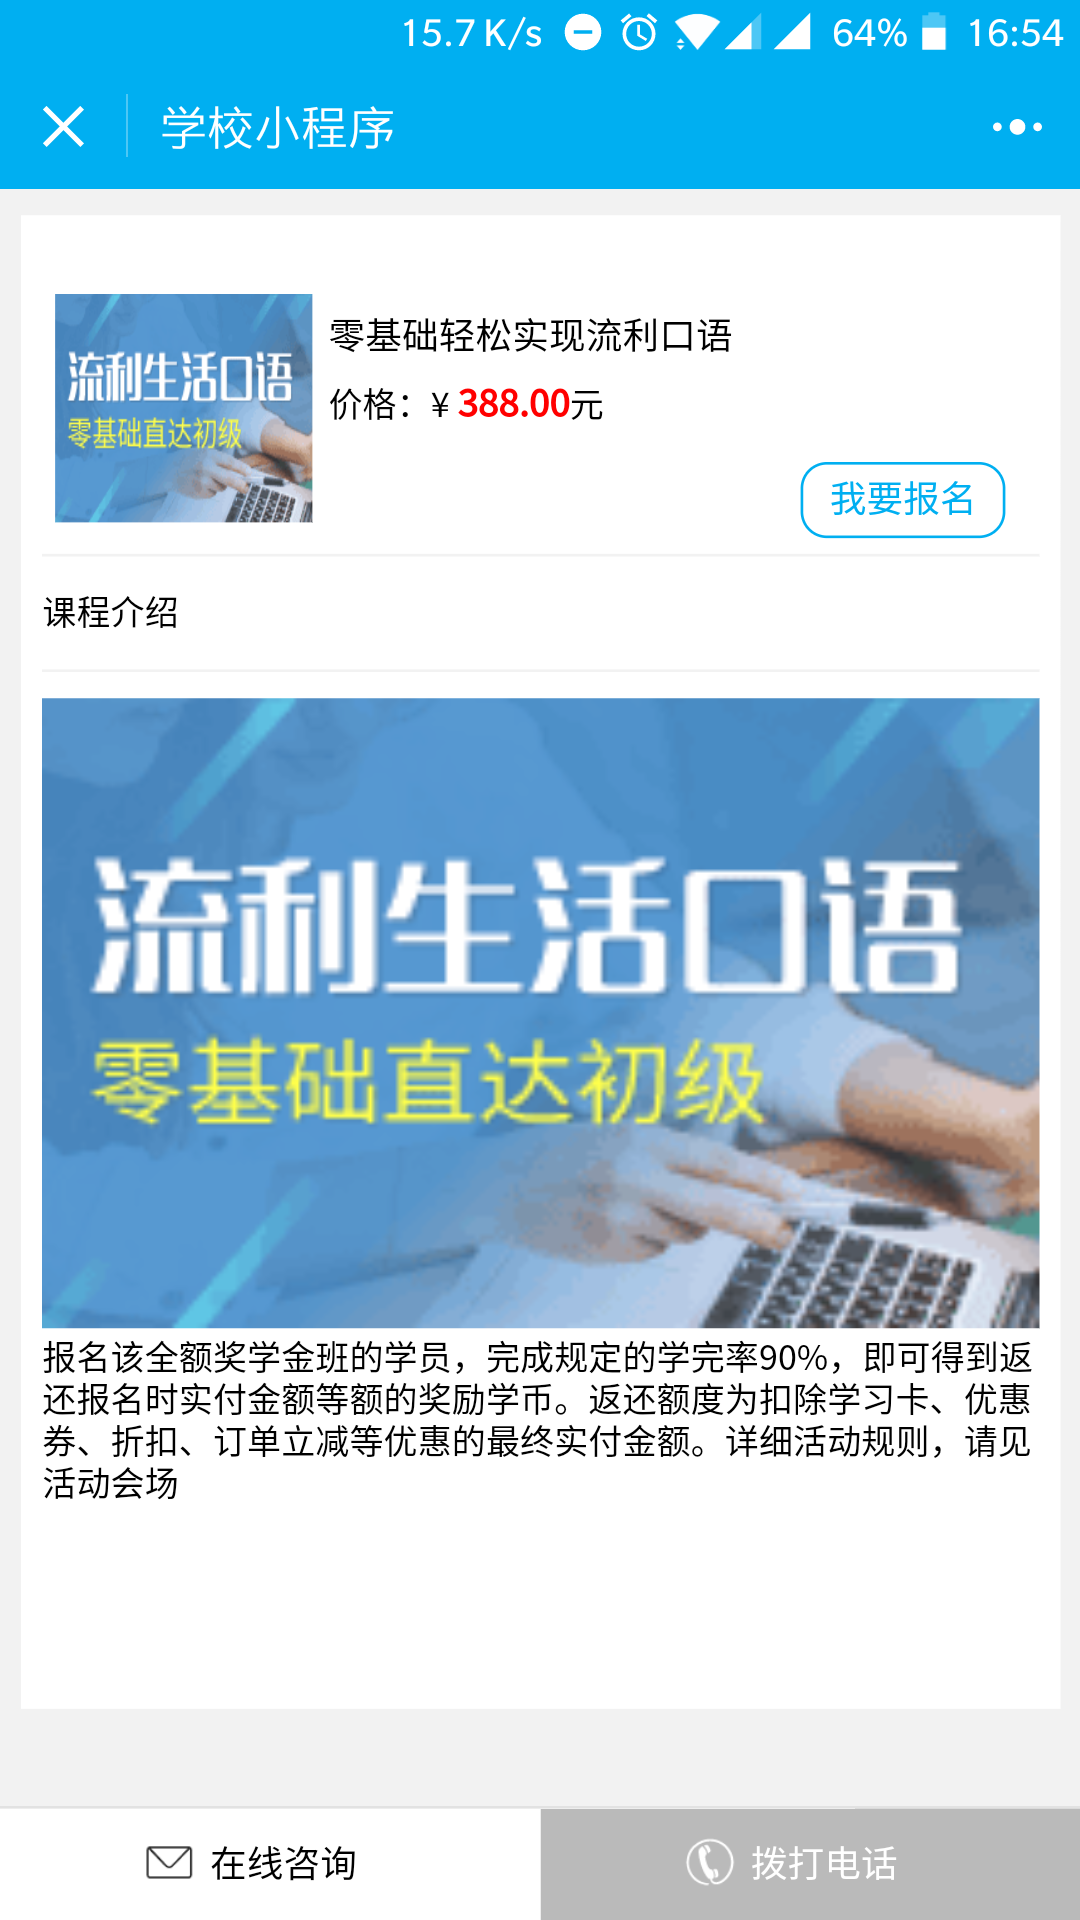 15.7 K/s 64% 16:54
学校小程序
流利生活口语
零基础直达初级
零基础轻松实现流利口语
价格：¥ 388.00元
我要报名
课程介绍
流利生活口语
零基础直达初级
报名该全额奖学金班的学员，完成规定的学完率90%，即可得到返
还报名时实付金额等额的奖励学币。返还额度为扣除学习卡、优惠
券、折扣、订单立减等优惠的最终实付金额。详细活动规则，请见
活动会场
在线咨询
拨打电话